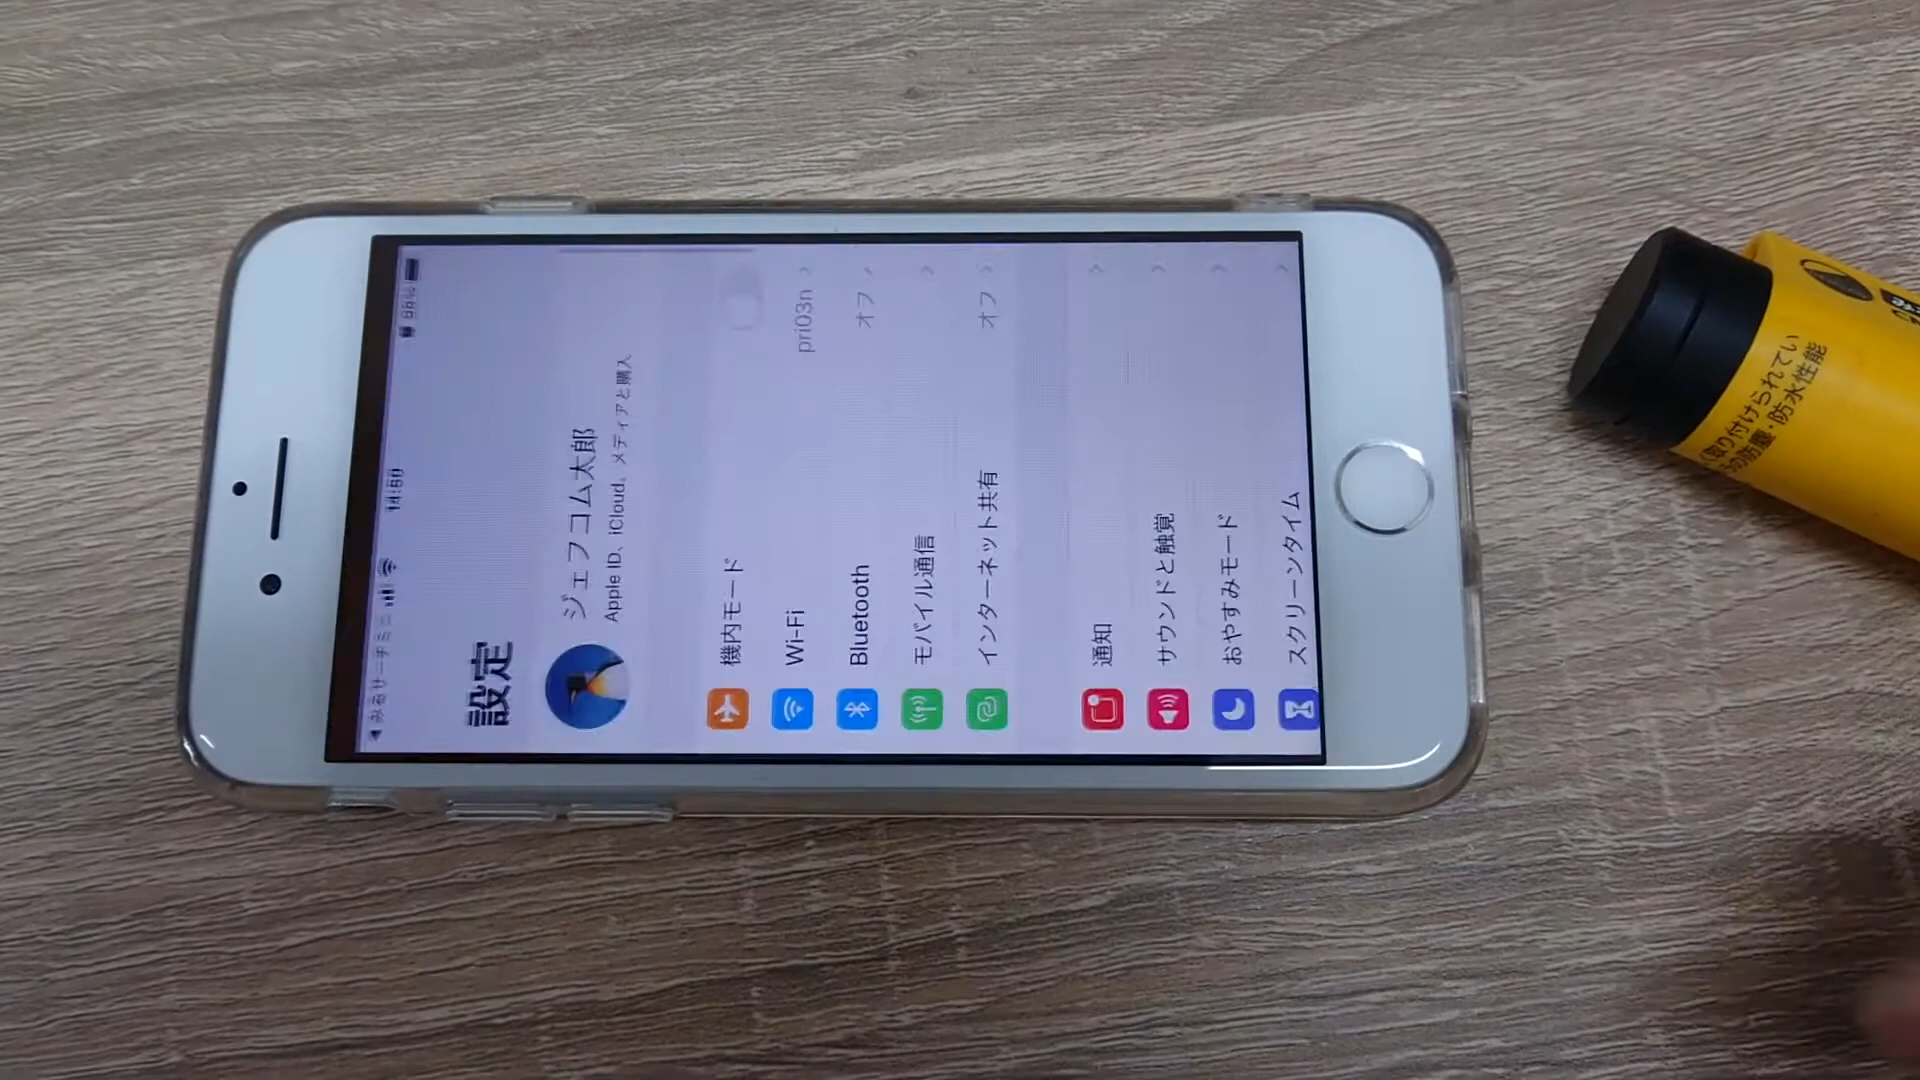 ◀ みるサーチミニ
14:50
88%
設定
ジェフコム太郎
Apple ID、iCloud、メディアと購入
機内モード
Wi-Fi pri03n
Bluetooth オフ
モバイル通信
インターネット共有 オフ
通知
サウンドと触覚
おやすみモード
スクリーンタイム
取り付けられてい
の防塵・防水性能